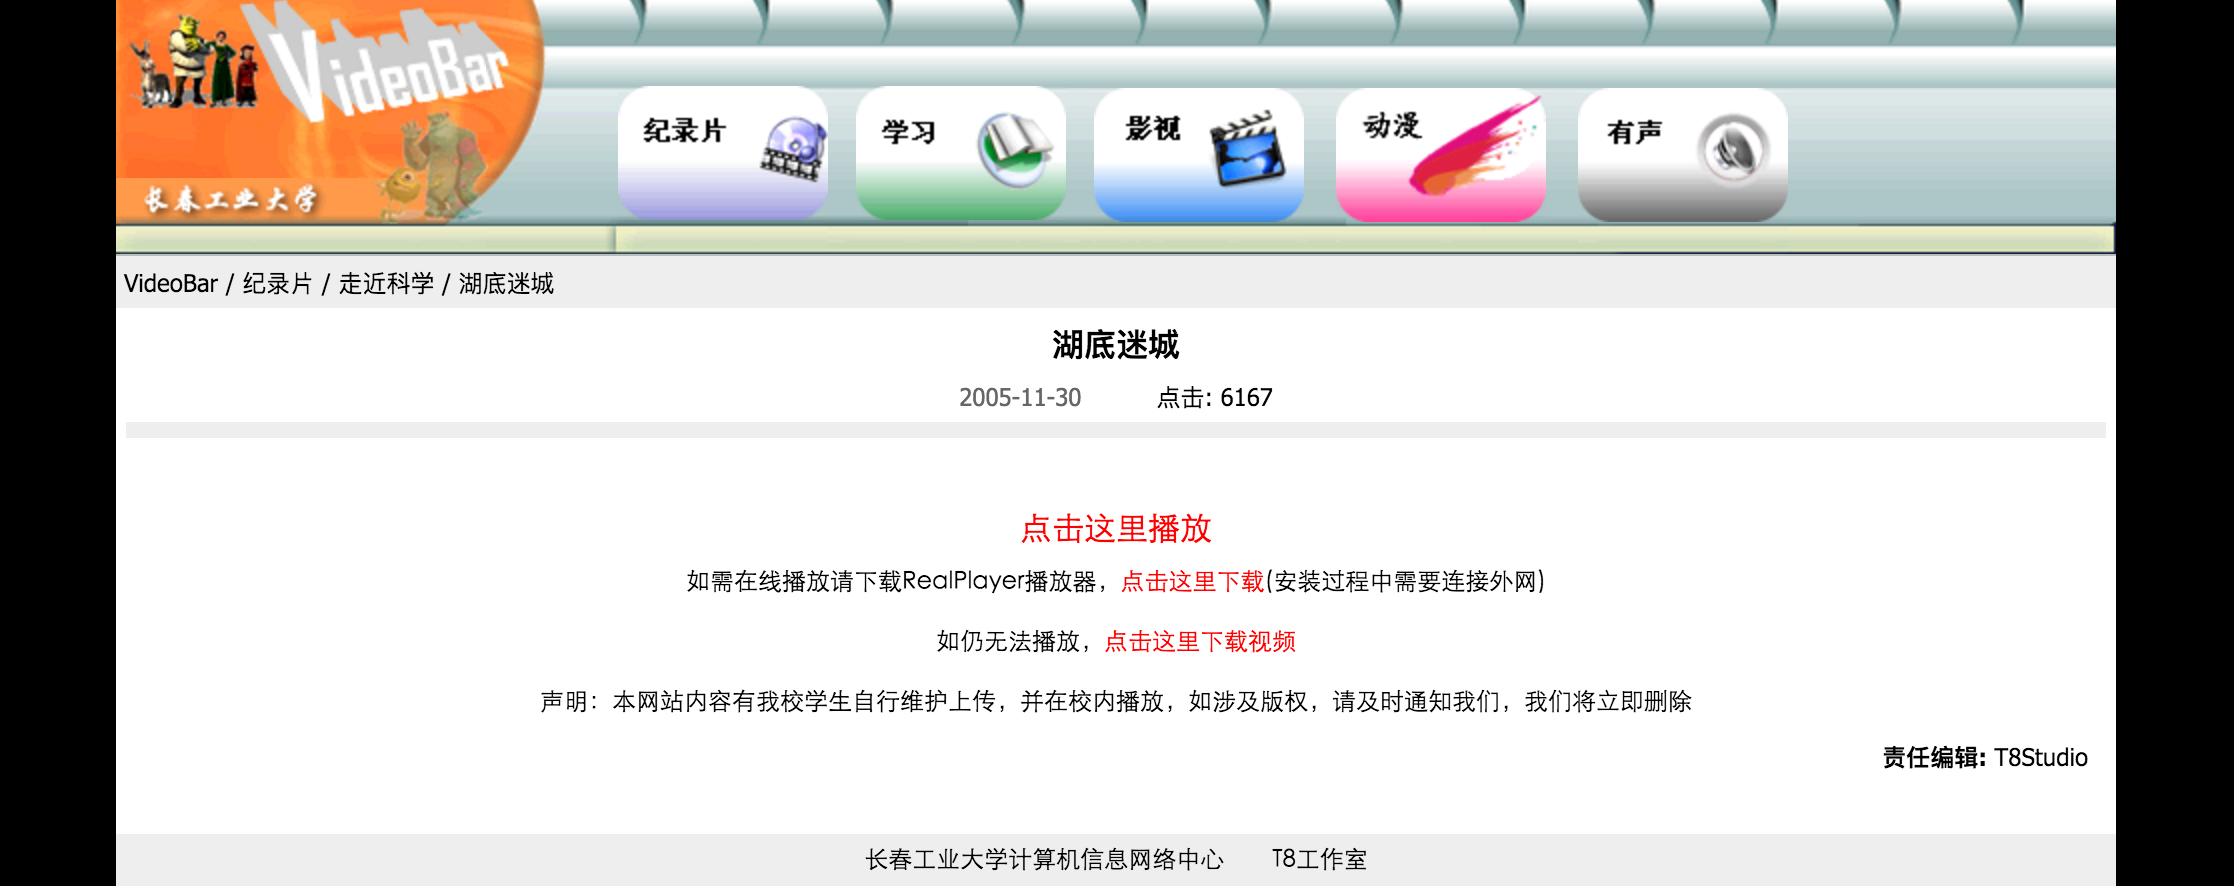 VideoBar
长春工业大学
纪录片
学习
影视
动漫
有声
VideoBar / 纪录片 / 走近科学 / 湖底迷城
湖底迷城
2005-11-30 点击: 6167
点击这里播放
如需在线播放请下载RealPlayer播放器，点击这里下载(安装过程中需要连接外网)
如仍无法播放，点击这里下载视频
声明：本网站内容有我校学生自行维护上传，并在校内播放，如涉及版权，请及时通知我们，我们将立即删除
责任编辑: T8Studio
长春工业大学计算机信息网络中心 T8工作室